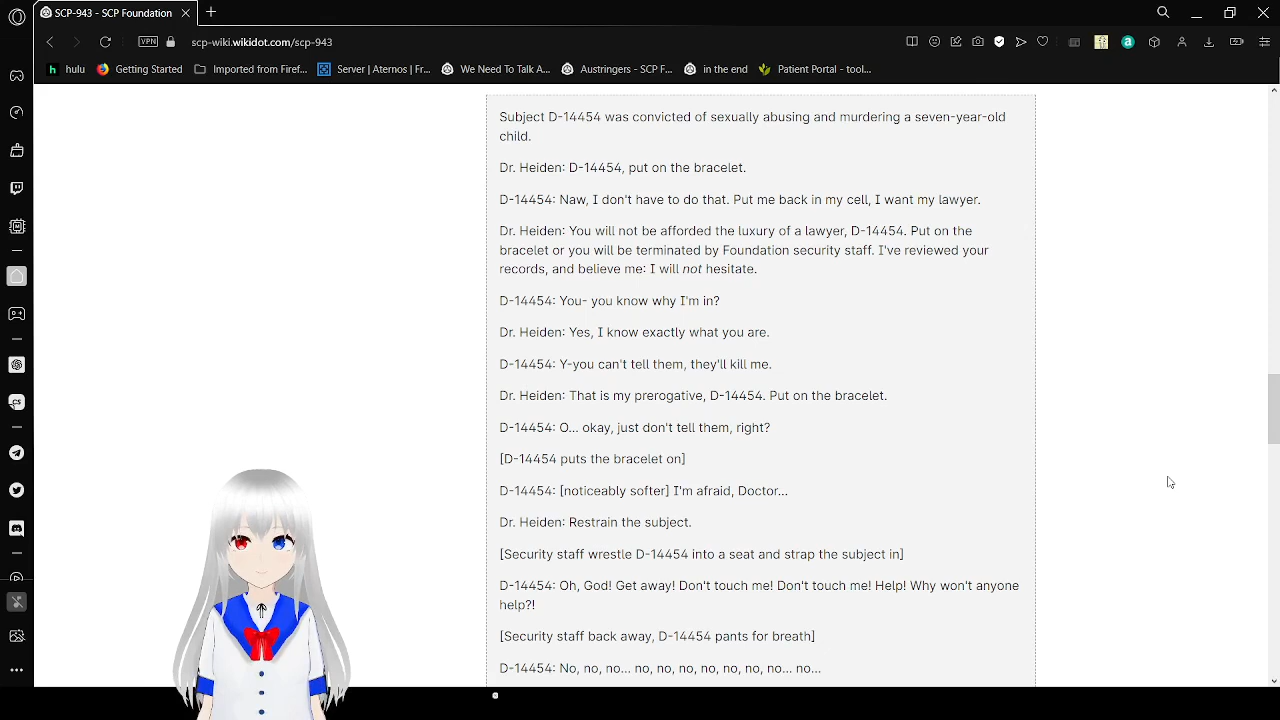 SCP-943 - SCP Foundation
VPN
scp-wiki.wikidot.com/scp-943
h hulu
Getting Started
Imported from Firef...
Server | Aternos | Fr...
We Need To Talk A...
Austringers - SCP F...
in the end
Patient Portal - tool...
Subject D-14454 was convicted of sexually abusing and murdering a seven-year-old
child.
Dr. Heiden: D-14454, put on the bracelet.
D-14454: Naw, I don't have to do that. Put me back in my cell, I want my lawyer.
Dr. Heiden: You will not be afforded the luxury of a lawyer, D-14454. Put on the
bracelet or you will be terminated by Foundation security staff. I've reviewed your
records, and believe me: I will not hesitate.
D-14454: You- you know why I'm in?
Dr. Heiden: Yes, I know exactly what you are.
D-14454: Y-you can't tell them, they'll kill me.
Dr. Heiden: That is my prerogative, D-14454. Put on the bracelet.
D-14454: O... okay, just don't tell them, right?
[D-14454 puts the bracelet on]
D-14454: [noticeably softer] I'm afraid, Doctor...
Dr. Heiden: Restrain the subject.
[Security staff wrestle D-14454 into a seat and strap the subject in]
D-14454: Oh, God! Get away! Don't touch me! Don't touch me! Help! Why won't anyone
help?!
[Security staff back away, D-14454 pants for breath]
D-14454: No, no, no... no, no, no, no, no, no, no... no...